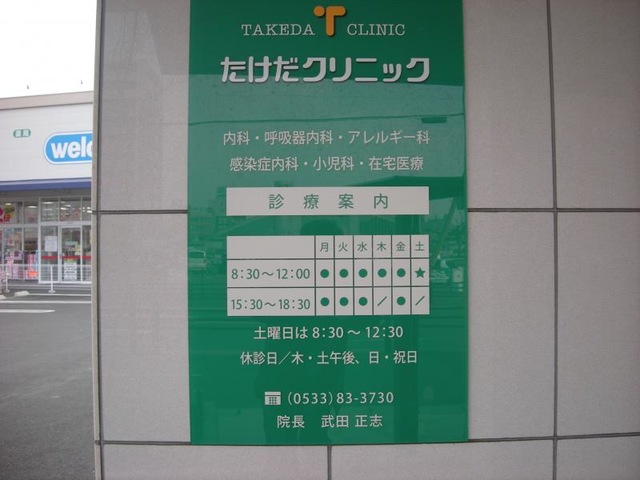 TAKEDA CLINIC
たけだクリニック
内科・呼吸器内科・アレルギー科
感染症内科・小児科・在宅医療
診療案内
月 火 水 木 金 土
8:30～12:00 ● ● ● ● ● ★
15:30～18:30 ● ● ● ／ ● ／
土曜日は 8:30 ～ 12:30
休診日／木・土午後、日・祝日
(0533)83-3730
院長 武田 正志
welc